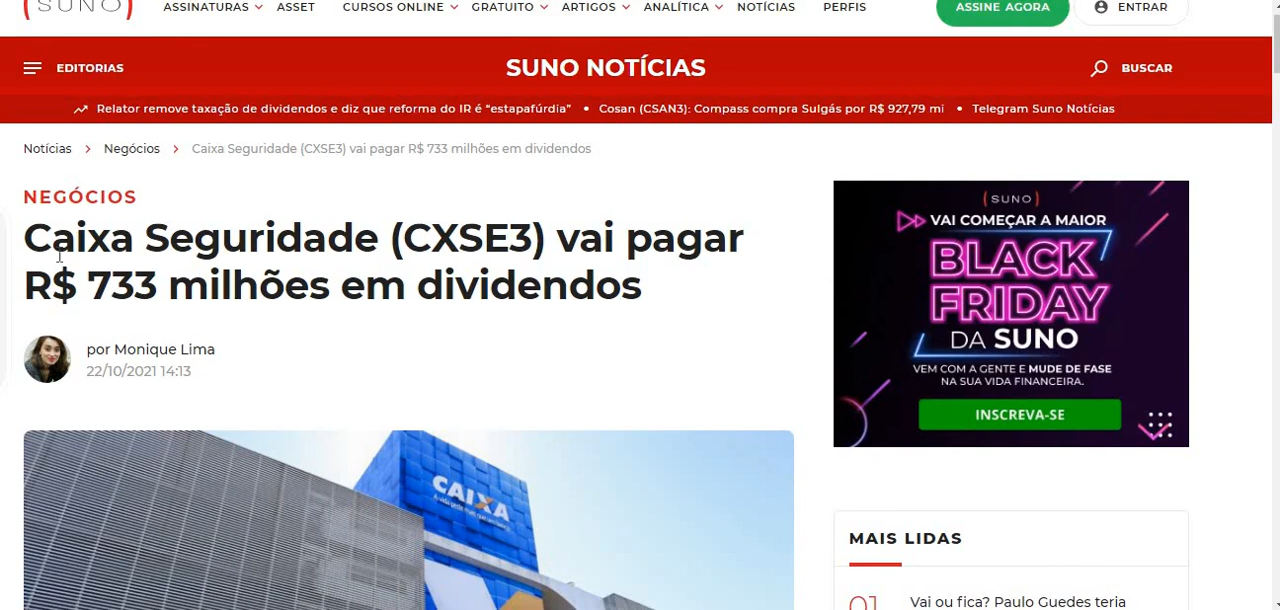 (SUNO)
ASSINATURAS ASSET CURSOS ONLINE GRATUITO ARTIGOS ANALÍTICA NOTÍCIAS PERFIS ASSINE AGORA ENTRAR
EDITORIAS SUNO NOTÍCIAS BUSCAR
Relator remove taxação de dividendos e diz que reforma do IR é “estapafúrdia” • Cosan (CSAN3): Compass compra Sulgás por R$ 927,79 mi • Telegram Suno Notícias
Notícias > Negócios > Caixa Seguridade (CXSE3) vai pagar R$ 733 milhões em dividendos
NEGÓCIOS
Caixa Seguridade (CXSE3) vai pagar
R$ 733 milhões em dividendos
por Monique Lima
22/10/2021 14:13
CAIXA
(SUNO)
VAI COMEÇAR A MAIOR
BLACK
FRIDAY
DA SUNO
VEM COM A GENTE E MUDE DE FASE
NA SUA VIDA FINANCEIRA.
INSCREVA-SE
MAIS LIDAS
01 Vai ou fica? Paulo Guedes teria